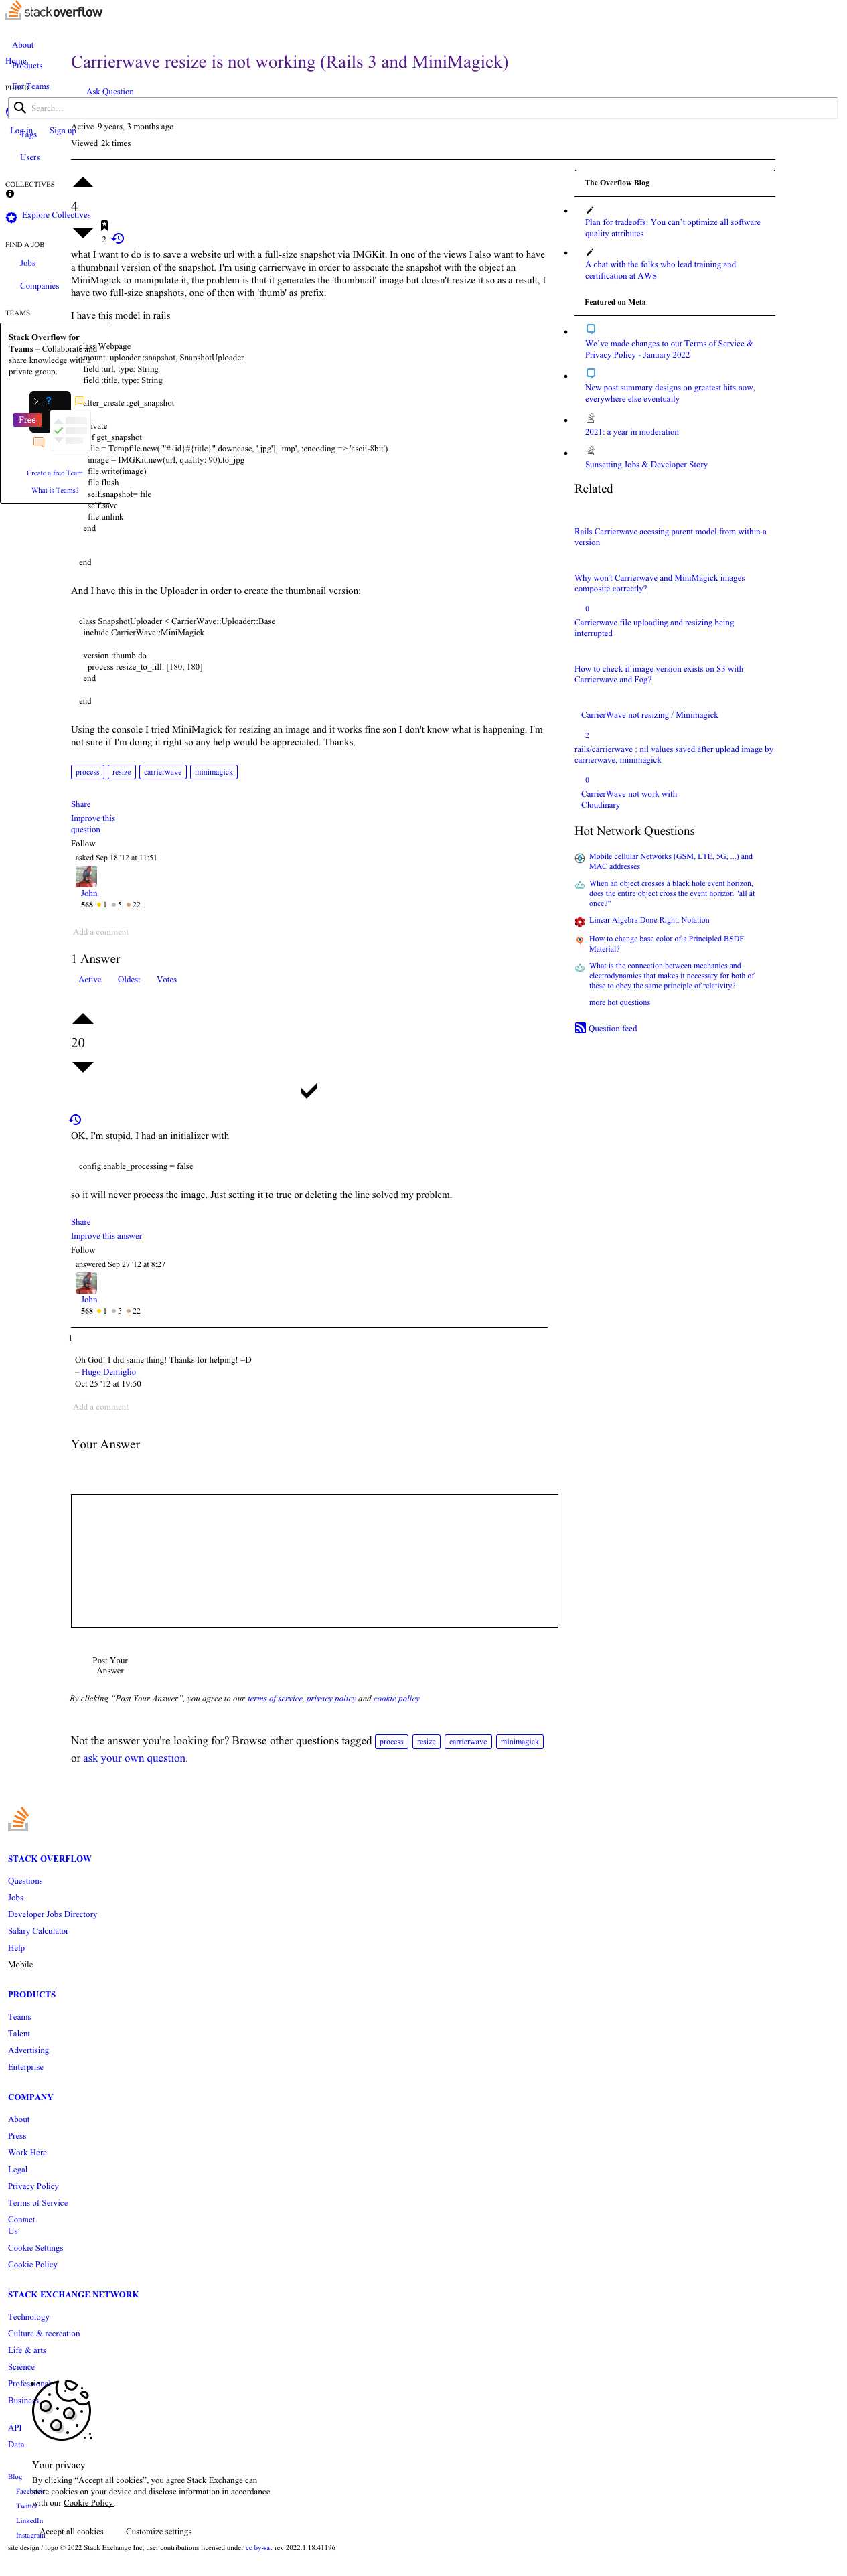 stackoverflow
About
Home
Products
PUBLIC
For Teams
Carrierwave resize is not working (Rails 3 and MiniMagick)
Ask Question
Search…
Log in
Sign up
Active 9 years, 3 months ago
Tags
Viewed 2k times
Users
COLLECTIVES
Explore Collectives
FIND A JOB
Jobs
Companies
TEAMS
Stack Overflow for
Teams – Collaborate and
share knowledge with a
private group.
>_?
Free
Create a free Team
What is Teams?
4
2
what I want to do is to save a website url with a full-size snapshot via IMGKit. In one of the views I also want to
have a thumbnail version of the snapshot. I'm using carrierwave in order to associate the snapshot with the object an
MiniMagick to manipulate it, the problem is that it generates the 'thumbnail' image but doesn't resize it so as a result, I
have two full-size snapshots, one of them with 'thumb' as prefix.
I have this model in rails
class Webpage
mount_uploader :snapshot, SnapshotUploader
field :url, type: String
field :title, type: String
after_create :get_snapshot
private
def get_snapshot
file = Tempfile.new(["#{id}#{title}".downcase, '.jpg'], 'tmp', :encoding => 'ascii-8bit')
image = IMGKit.new(url, quality: 90).to_jpg
file.write(image)
file.flush
self.snapshot= file
self.save
file.unlink
end
end
And I have this in the Uploader in order to create the thumbnail version:
class SnapshotUploader < CarrierWave::Uploader::Base
include CarrierWave::MiniMagick
version :thumb do
process resize_to_fill: [180, 180]
end
end
Using the console I tried MiniMagick for resizing an image and it works fine son I don't know what is happening. I'm
not sure if I'm doing it right so any help would be appreciated. Thanks.
process resize carrierwave minimagick
Share
Improve this
question
Follow
asked Sep 18 '12 at 11:51
John
568 1 5 22
Add a comment
1 Answer
Active Oldest Votes
20
OK, I'm stupid. I had an initializer with
config.enable_processing = false
so it will never process the image. Just setting it to true or deleting the line solved my problem.
Share
Improve this answer
Follow
answered Sep 27 '12 at 8:27
John
568 1 5 22
1
Oh God! I did same thing! Thanks for helping! =D
– Hugo Demiglio
Oct 25 '12 at 19:50
Add a comment
Your Answer
Post Your
Answer
By clicking “Post Your Answer”, you agree to our terms of service, privacy policy and cookie policy
Not the answer you're looking for? Browse other questions tagged process resize carrierwave minimagick
or ask your own question.
The Overflow Blog
Plan for tradeoffs: You can’t optimize all software
quality attributes
A chat with the folks who lead training and
certification at AWS
Featured on Meta
We’ve made changes to our Terms of Service &
Privacy Policy - January 2022
New post summary designs on greatest hits now,
everywhere else eventually
2021: a year in moderation
Sunsetting Jobs & Developer Story
Related
Rails Carrierwave acessing parent model from within a
version
Why won't Carrierwave and MiniMagick images
composite correctly?
0
Carrierwave file uploading and resizing being
interrupted
How to check if image version exists on S3 with
Carrierwave and Fog?
CarrierWave not resizing / Minimagick
2
rails/carrierwave : nil values saved after upload image by
carrierwave, minimagick
0
CarrierWave not work with
Cloudinary
Hot Network Questions
Mobile cellular Networks (GSM, LTE, 5G, ...) and
MAC addresses
When an object crosses a black hole event horizon,
does the entire object cross the event horizon "all at
once?"
Linear Algebra Done Right: Notation
How to change base color of a Principled BSDF
Material?
What is the connection between mechanics and
electrodynamics that makes it necessary for both of
these to obey the same principle of relativity?
more hot questions
Question feed
STACK OVERFLOW
Questions
Jobs
Developer Jobs Directory
Salary Calculator
Help
Mobile
PRODUCTS
Teams
Talent
Advertising
Enterprise
COMPANY
About
Press
Work Here
Legal
Privacy Policy
Terms of Service
Contact
Us
Cookie Settings
Cookie Policy
STACK EXCHANGE NETWORK
Technology
Culture & recreation
Life & arts
Science
Professional
Business
API
Data
Your privacy
By clicking “Accept all cookies”, you agree Stack Exchange can
store cookies on your device and disclose information in accordance
with our Cookie Policy.
Accept all cookies
Customize settings
Blog
Facebook
Twitter
LinkedIn
Instagram
site design / logo © 2022 Stack Exchange Inc; user contributions licensed under cc by-sa. rev 2022.1.18.41196